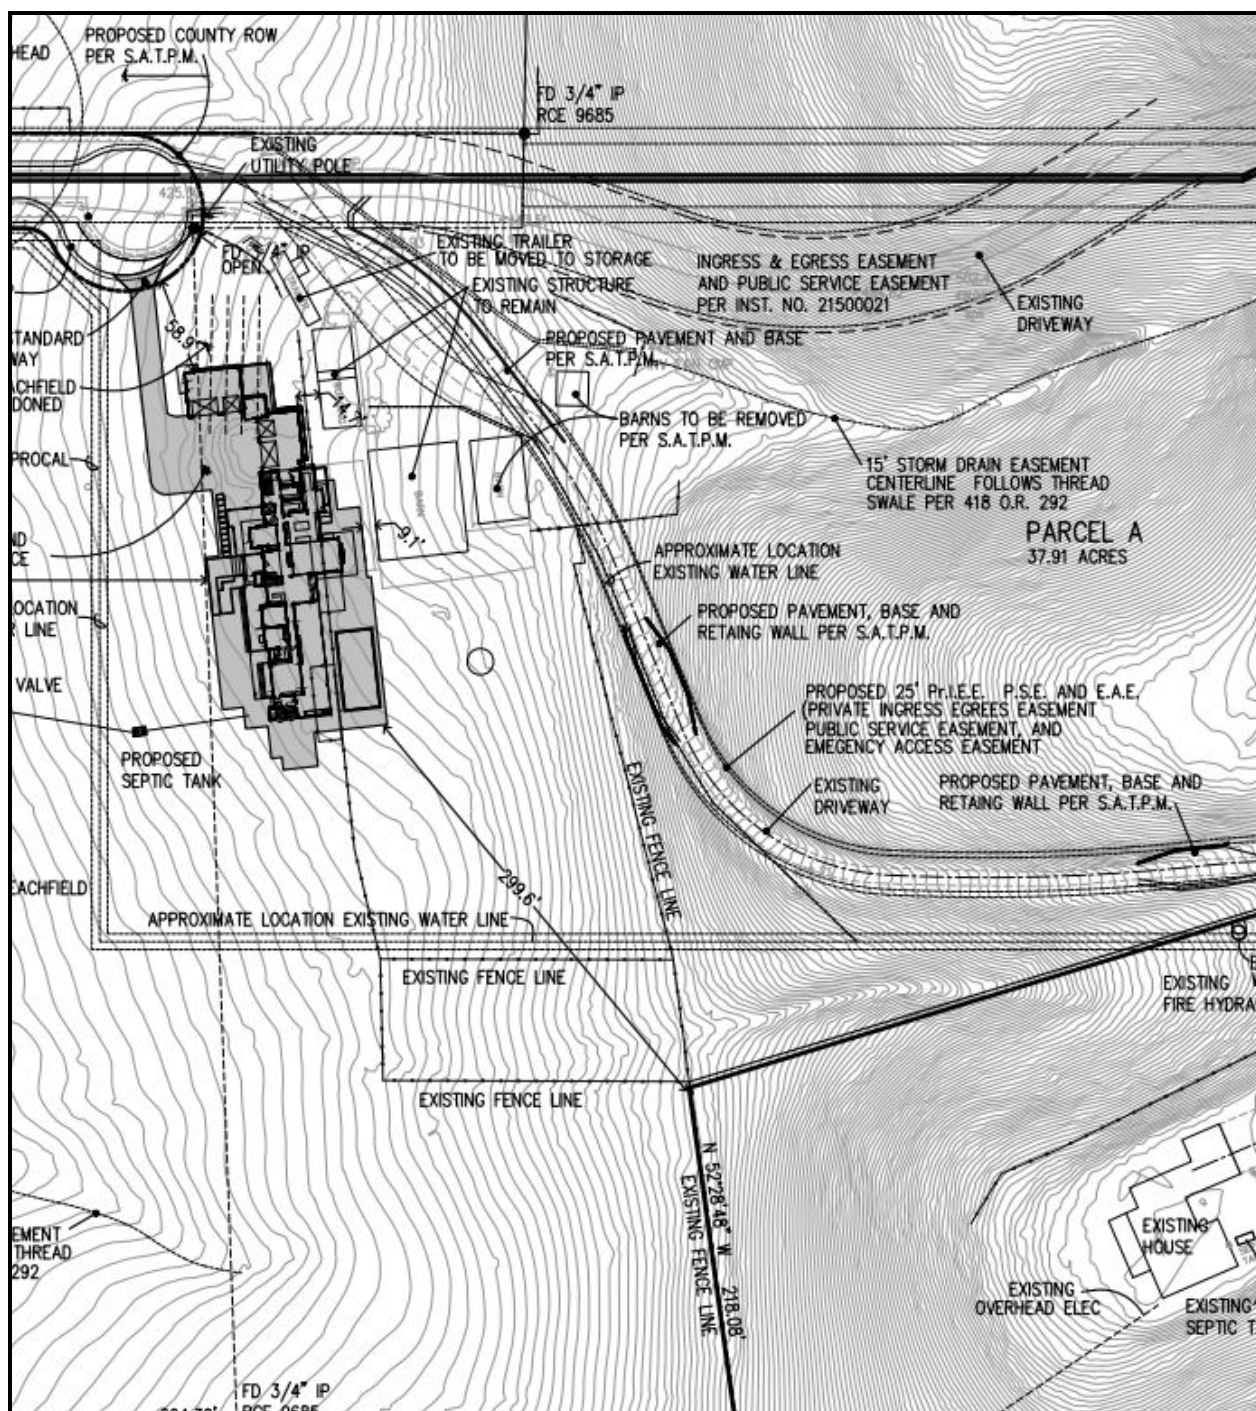 PROPOSED COUNTY ROW
PER S.A.T.P.M.
HEAD
FD 3/4" IP
RCE 9685
EXISTING
UTILITY POLE
EXISTING TRAILER
TO BE MOVED TO STORAGE
FD 3/4" IP
OPEN
EXISTING STRUCTURE
TO REMAIN
INGRESS & EGRESS EASEMENT
AND PUBLIC SERVICE EASEMENT
PER INST. NO. 21500021
EXISTING
DRIVEWAY
58.9'
STANDARD
WAY
PROPOSED PAVEMENT AND BASE
PER S.A.T.P.M.
ACHFIELD
DONED
14.7'
BARNS TO BE REMOVED
PER S.A.T.P.M.
PROCAL
15' STORM DRAIN EASEMENT
CENTERLINE FOLLOWS THREAD
SWALE PER 418 O.R. 292
BARN
PARCEL A
37.91 ACRES
9.1'
ND
CE
APPROXIMATE LOCATION
EXISTING WATER LINE
LOCATION
R LINE
PROPOSED PAVEMENT, BASE AND
RETAING WALL PER S.A.T.P.M.
VALVE
PROPOSED 25' Pr.I.E.E. P.S.E. AND E.A.E.
(PRIVATE INGRESS EGREES EASEMENT
PUBLIC SERVICE EASEMENT, AND
EMEGENCY ACCESS EASEMENT
PROPOSED
SEPTIC TANK
EXISTING FENCE LINE
EXISTING
DRIVEWAY
PROPOSED PAVEMENT, BASE AND
RETAING WALL PER S.A.T.P.M.
EACHFIELD
299.6'
APPROXIMATE LOCATION EXISTING WATER LINE
EXISTING FENCE LINE
EXISTING
FIRE HYDRA
EXISTING FENCE LINE
N 52°28'48" W 218.08'
EXISTING FENCE LINE
EMENT
THREAD
292
EXISTING
HOUSE
EXISTING
OVERHEAD ELEC
EXISTING
SEPTIC T
FD 3/4" IP
RCE 9685